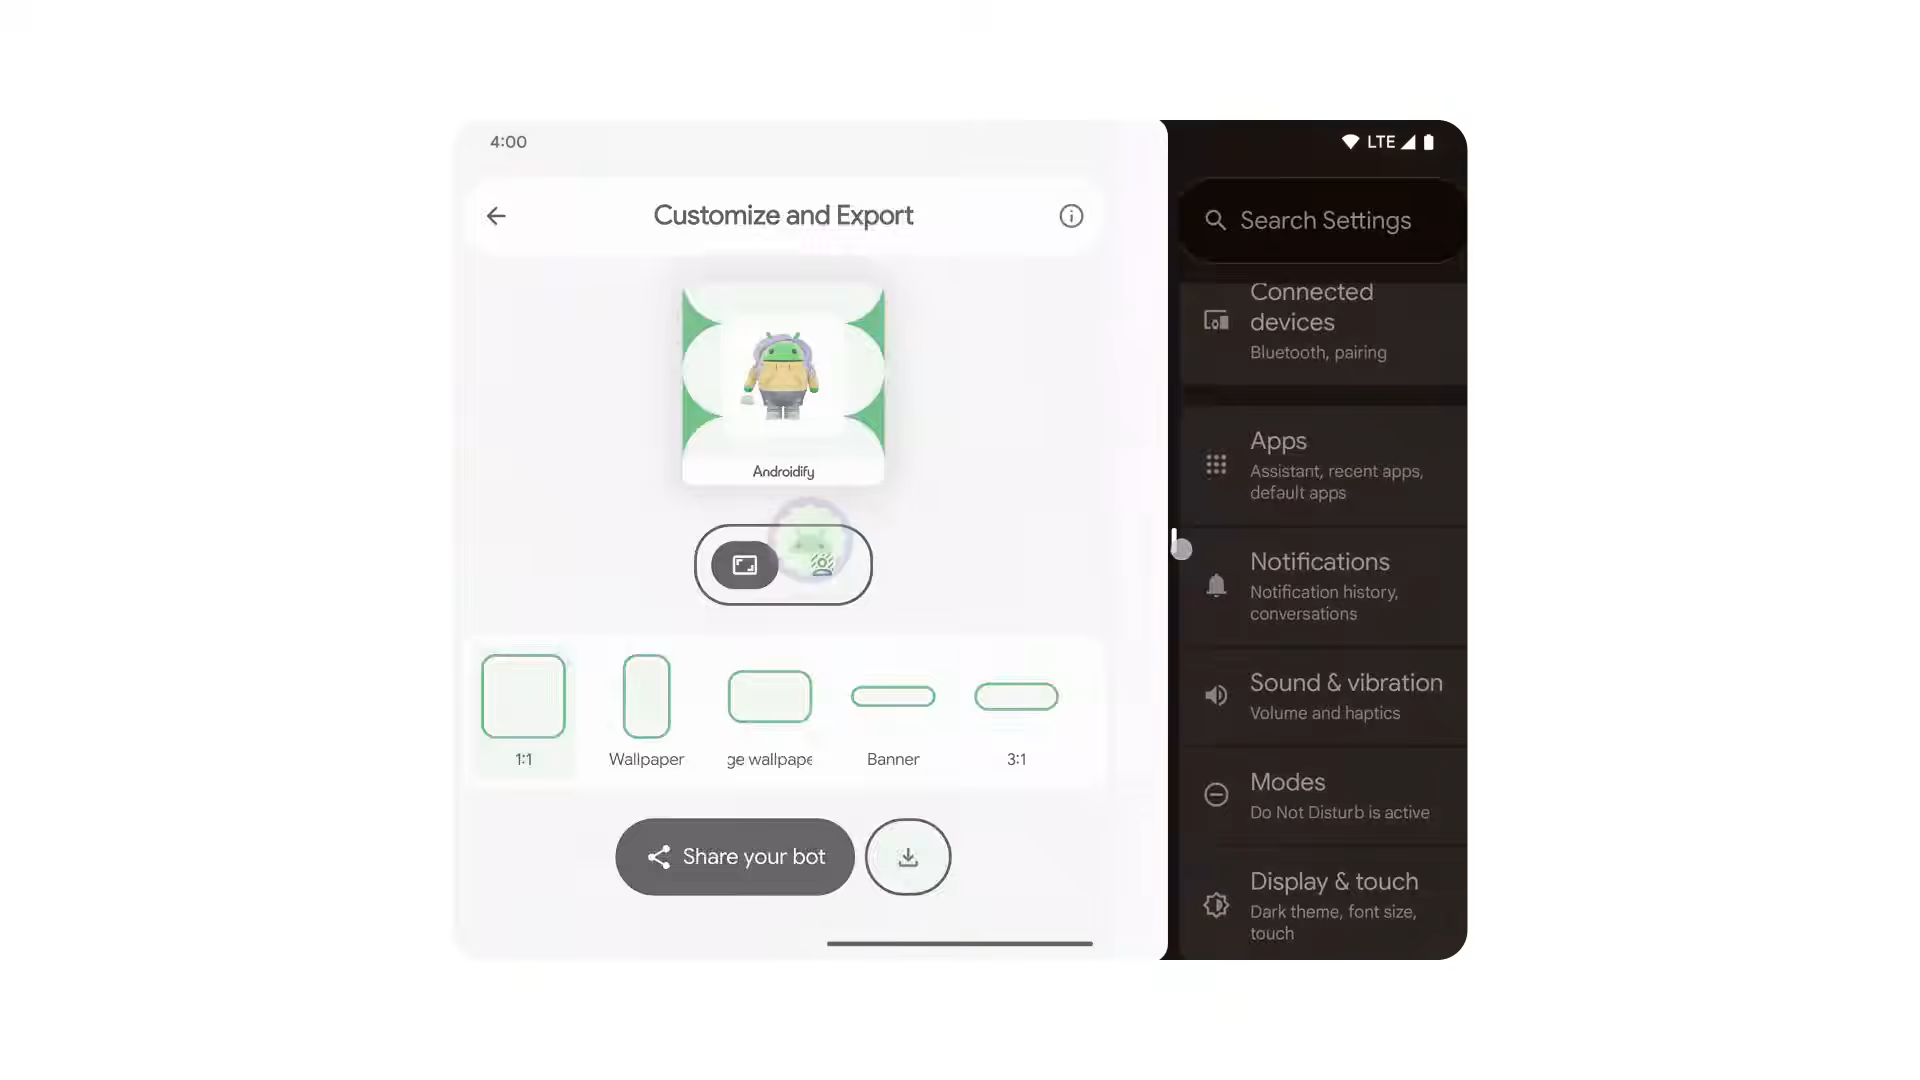 4:00
LTE
Customize and Export
Androidify
1:1
Wallpaper
ge wallpape
Banner
3:1
Share your bot
Search Settings
Connected
devices
Bluetooth, pairing
Apps
Assistant, recent apps,
default apps
Notifications
Notification history,
conversations
Sound & vibration
Volume and haptics
Modes
Do Not Disturb is active
Display & touch
Dark theme, font size,
touch